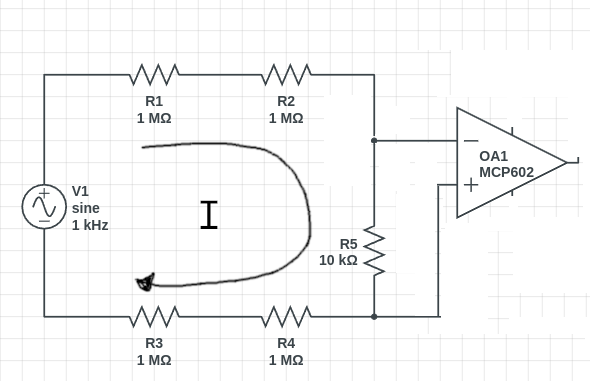 R1
1 MΩ
R2
1 MΩ
V1
sine
1 kHz
I
OA1
MCP602
R5
10 kΩ
R3
1 MΩ
R4
1 MΩ